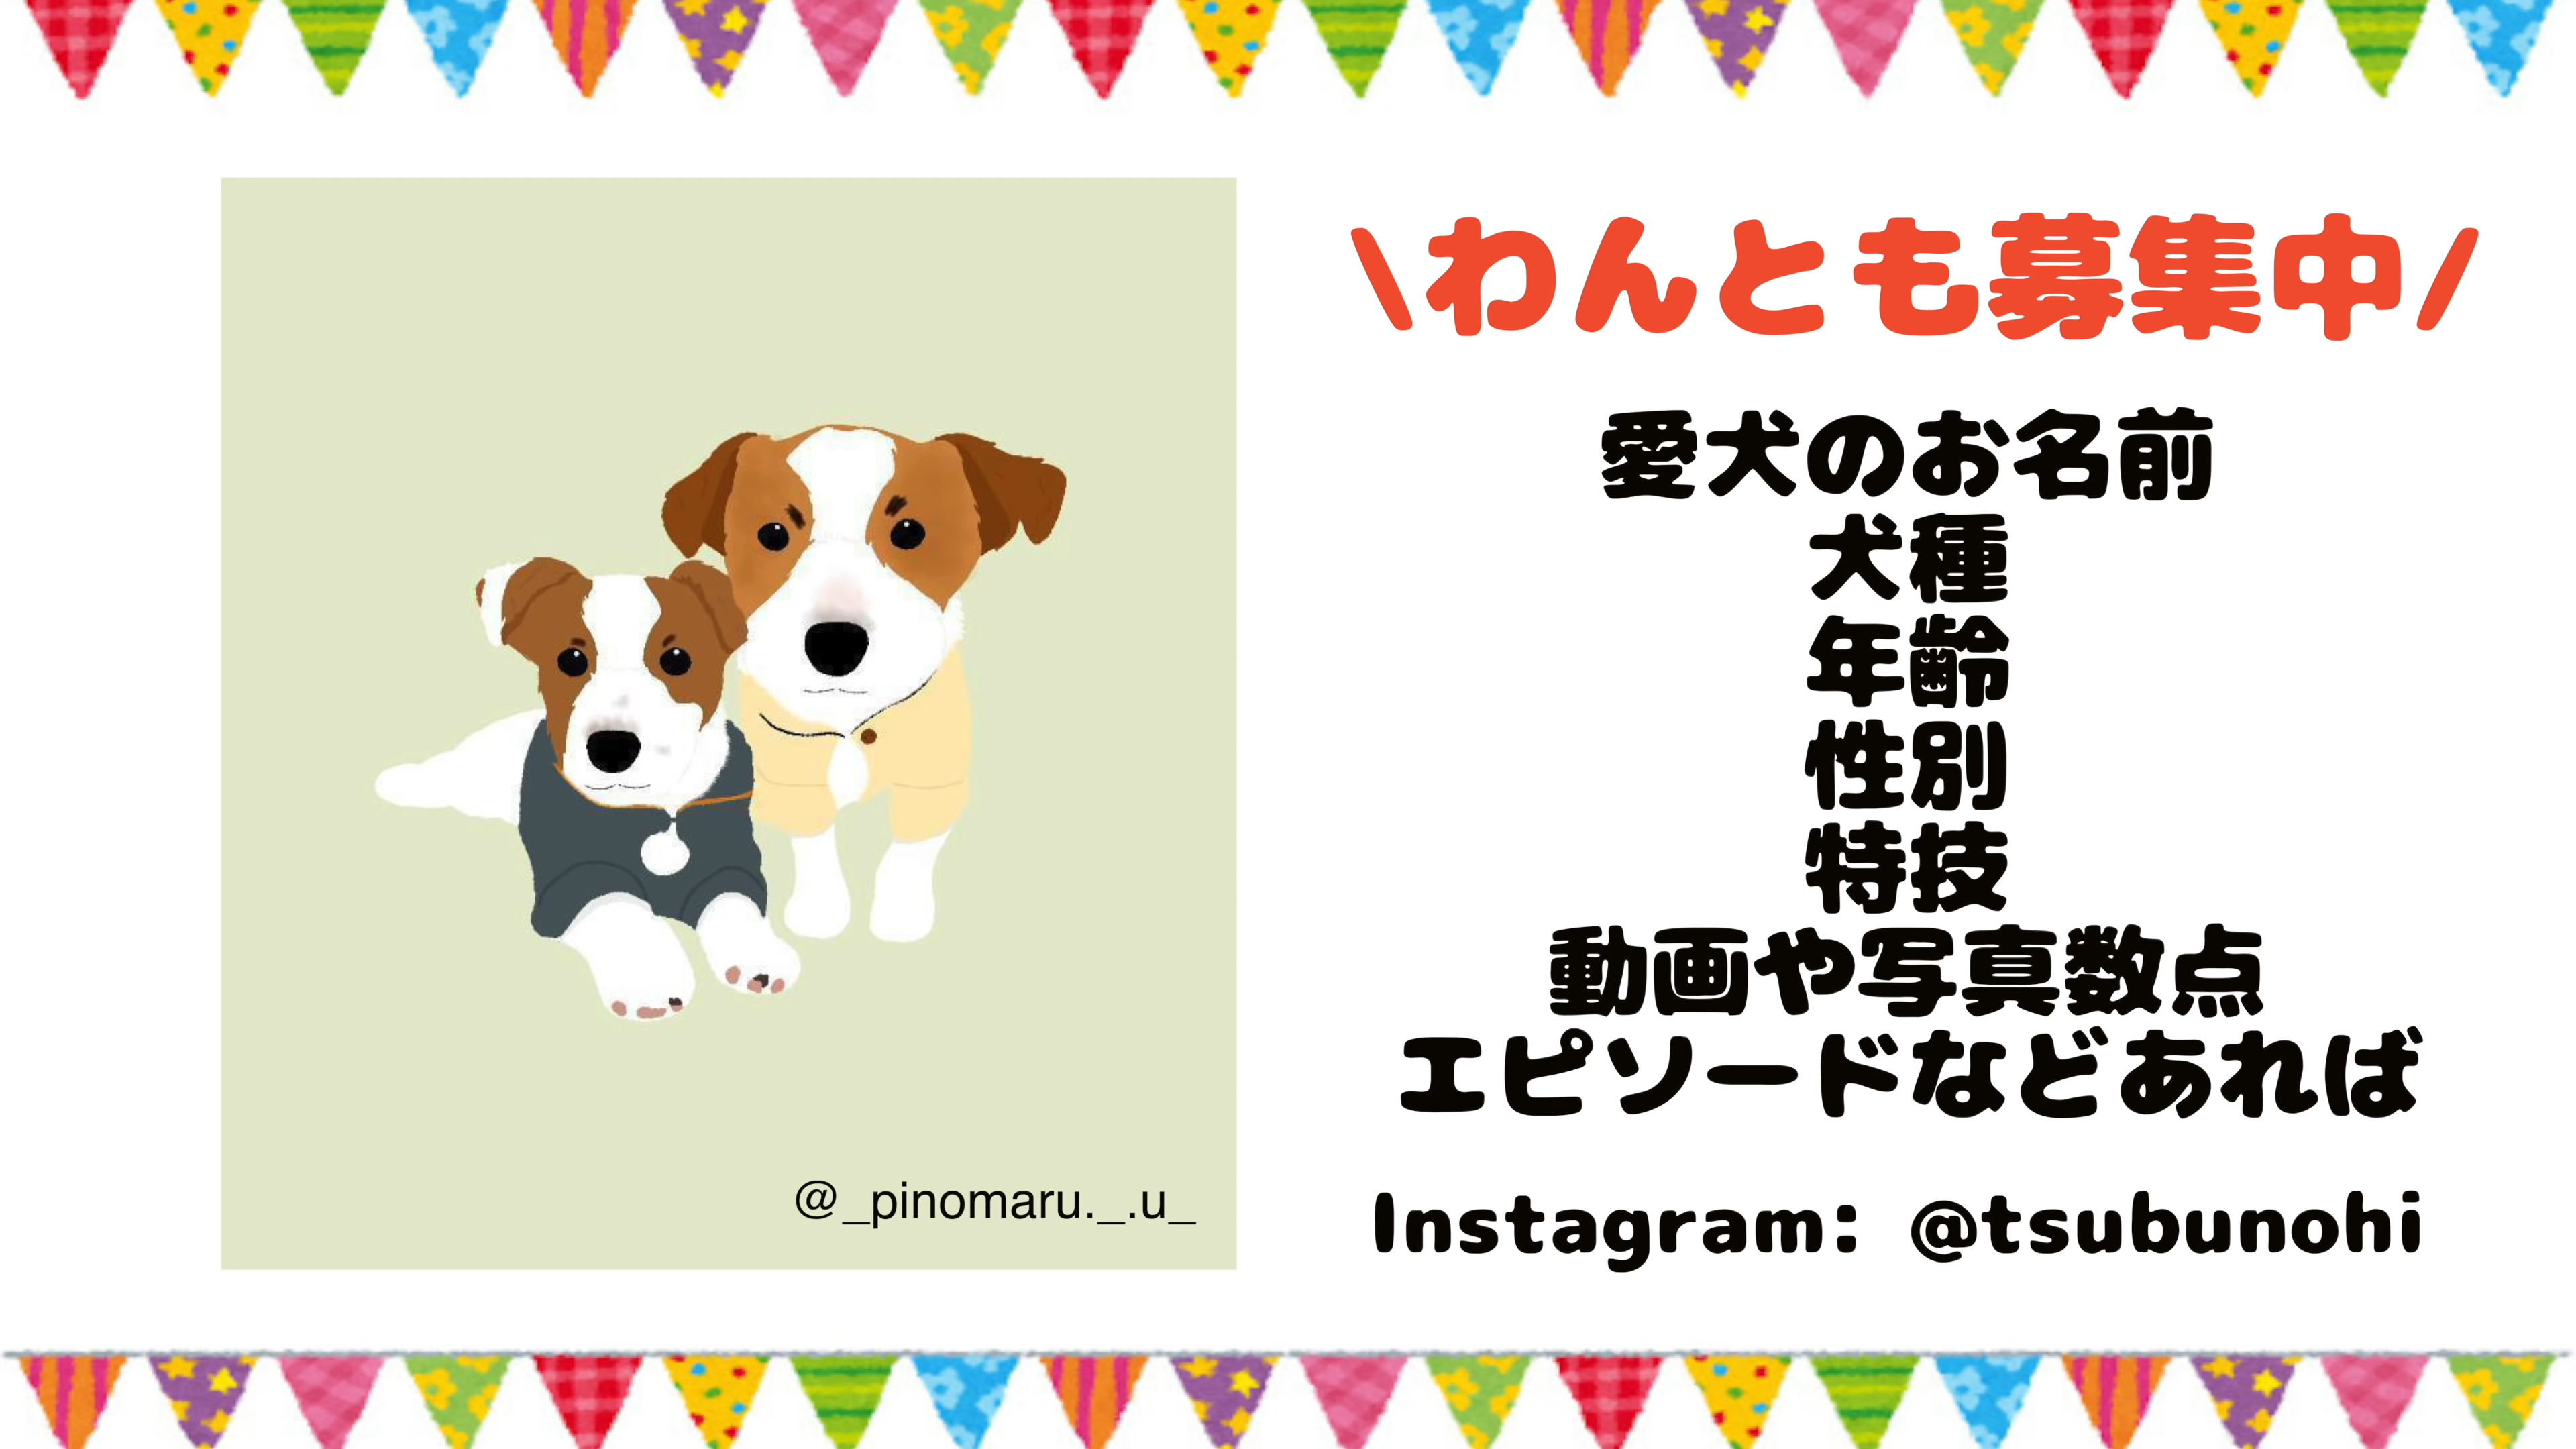 \わんとも募集中/
愛犬のお名前
犬種
年齢
性別
特技
動画や写真数点
エピソードなどあれば
Instagram: @tsubunohi
@_pinomaru._.u_